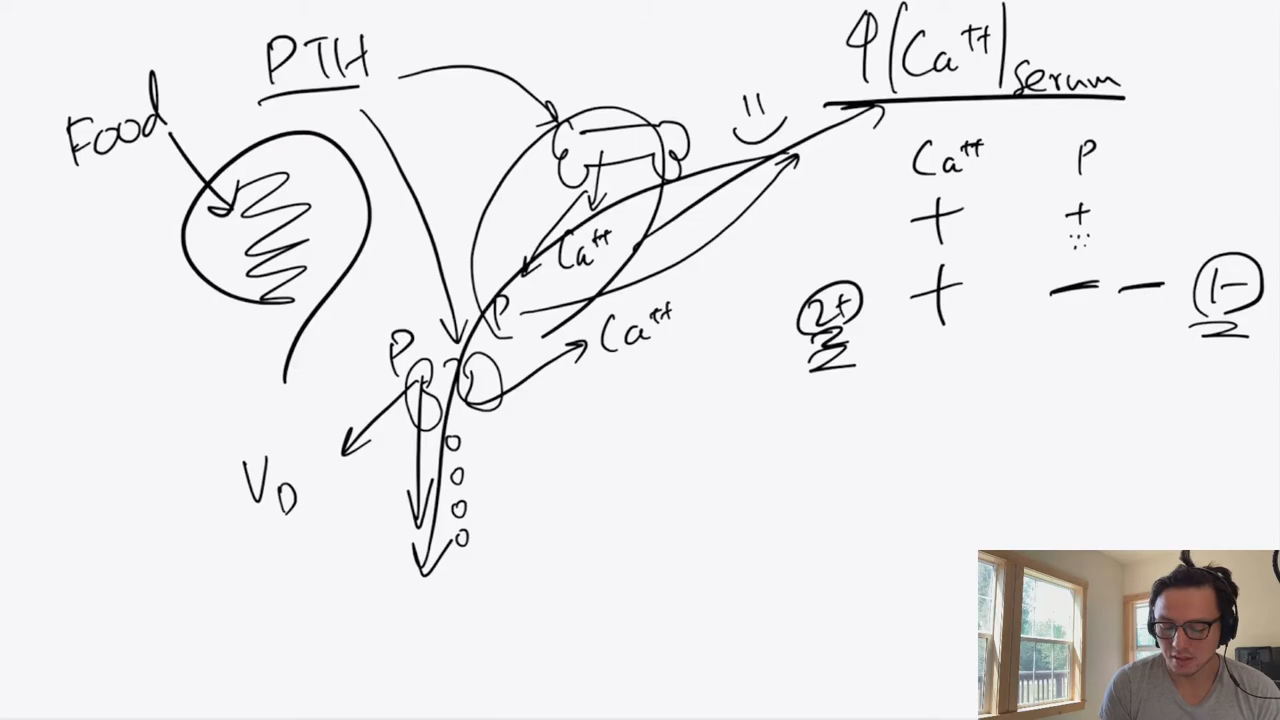 PTH
Food
↑[Ca++]serum
Ca++ P
+ +
2+ + - - 1-
Ca++
P
Ca++
P
VD